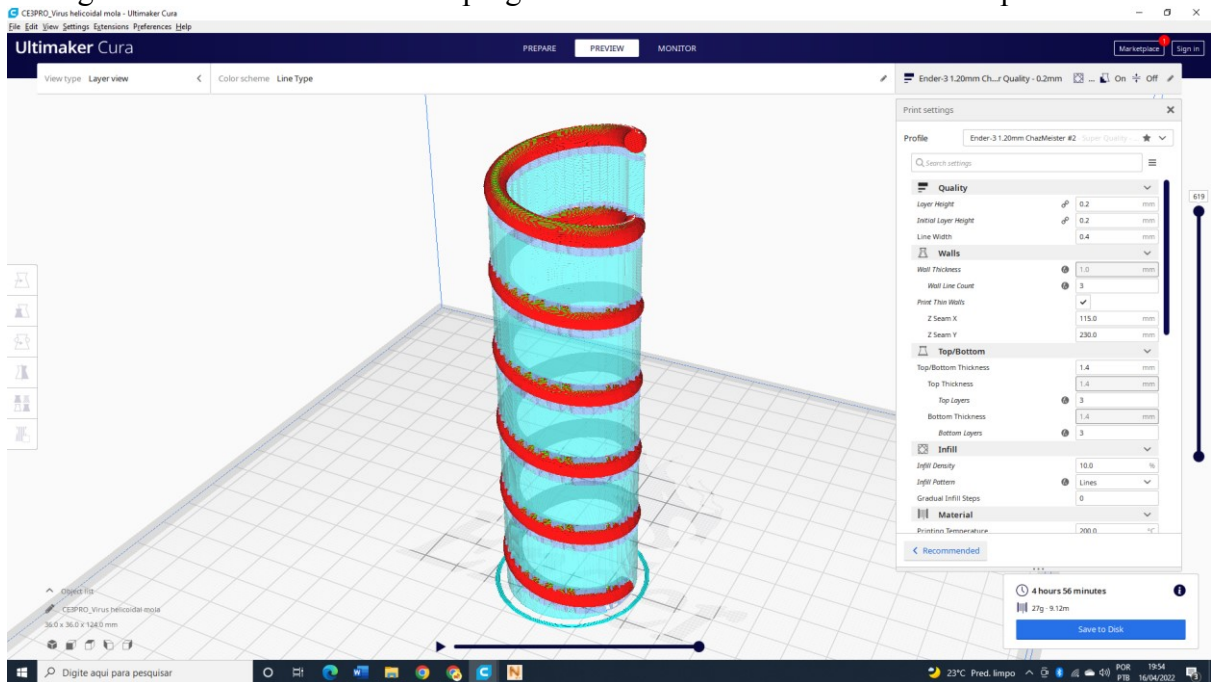 CE3PRO_Virus helicoidal mola - Ultimaker Cura
File Edit View Settings Extensions Preferences Help
Ultimaker Cura
PREPARE PREVIEW MONITOR
Marketplace 1 Sign in
View type Layer view
Color scheme Line Type
Ender-3 1.20mm Ch...r Quality - 0.2mm ... On Off
Print settings
Profile Ender-3 1.20mm ChazMeister #2 - Super Quality - ...
Search settings
Quality
Layer Height 0.2 mm
Initial Layer Height 0.2 mm
Line Width 0.4 mm
Walls
Wall Thickness 1.0 mm
Wall Line Count 3
Print Thin Walls
Z Seam X 115.0 mm
Z Seam Y 230.0 mm
Top/Bottom
Top/Bottom Thickness 1.4 mm
Top Thickness 1.4 mm
Top Layers 3
Bottom Thickness 1.4 mm
Bottom Layers 3
Infill
Infill Density 10.0 %
Infill Pattern Lines
Gradual Infill Steps 0
Material
Printing Temperature 200.0 °C
Recommended
619
Object list
CE3PRO_Virus helicoidal mola
36.0 x 36.0 x 124.0 mm
4 hours 56 minutes
27g · 9.12m
Save to Disk
Digite aqui para pesquisar
23°C Pred. limpo
POR
PTB
19:54
16/04/2022